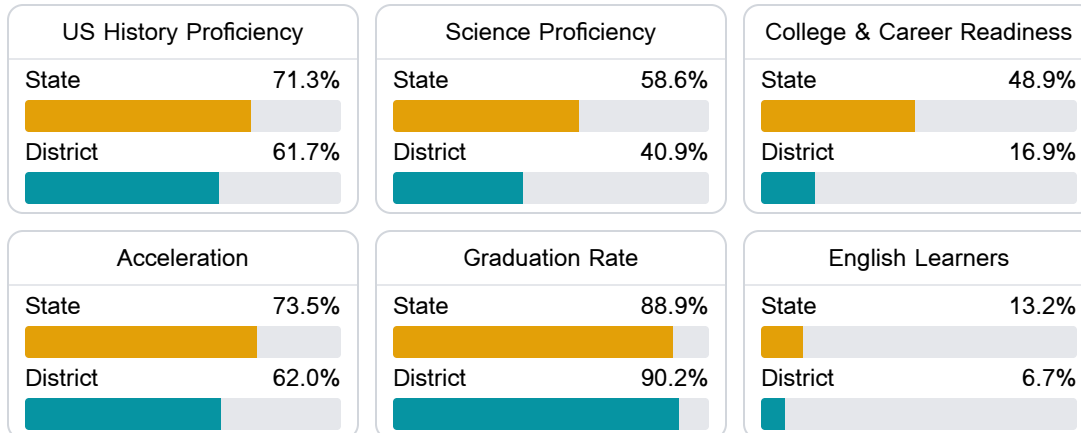 US History Proficiency
State 71.3%
District 61.7%
Science Proficiency
State 58.6%
District 40.9%
College & Career Readiness
State 48.9%
District 16.9%
Acceleration
State 73.5%
District 62.0%
Graduation Rate
State 88.9%
District 90.2%
English Learners
State 13.2%
District 6.7%